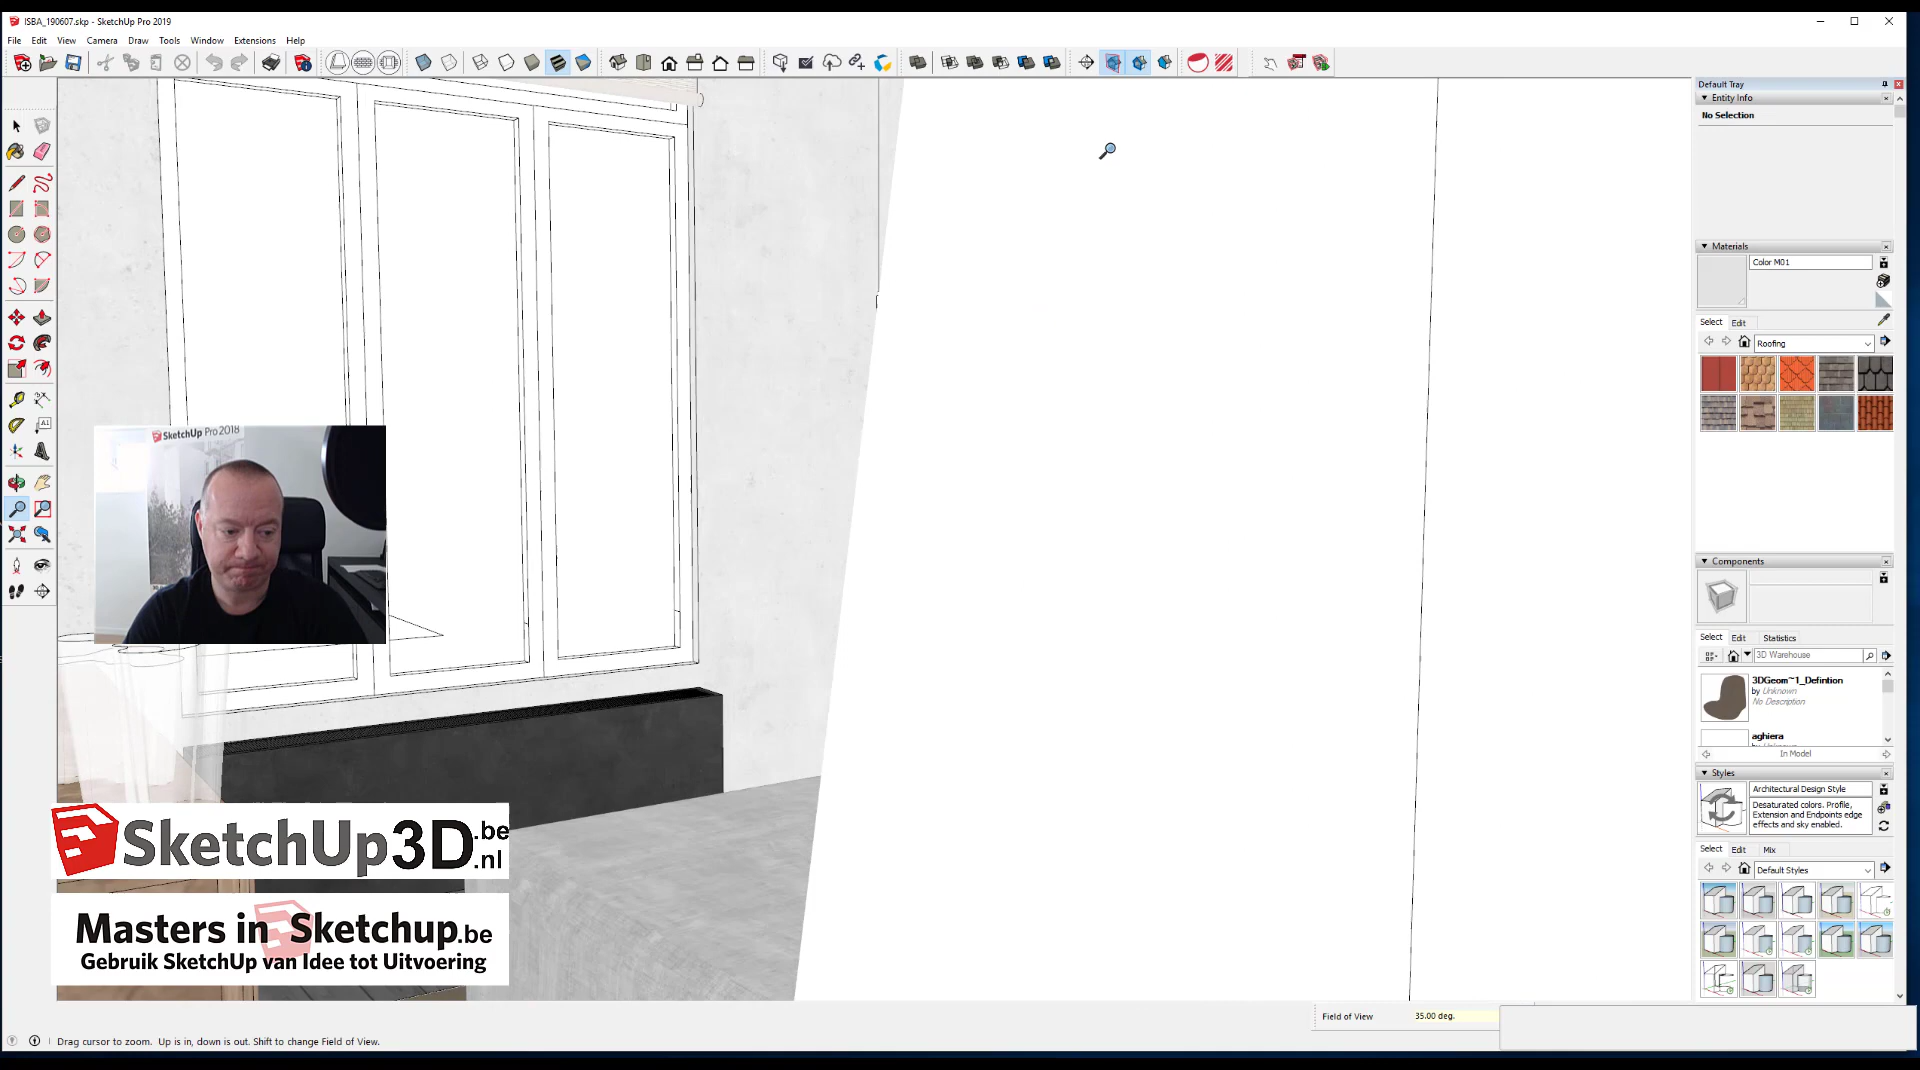 ISBA_190607.skp - SketchUp Pro 2019
File Edit View Camera Draw Tools Window Extensions Help
Default Tray
Entity Info
No Selection
Materials
Color M01
Select Edit
Roofing
Components
Select Edit Statistics
3D Warehouse
3DGeom~1_Defintion
by Unknown
No Description
aghiera
In Model
Styles
Architectural Design Style
Desaturated colors. Profile,
Extension and Endpoints edge
effects and sky enabled.
Select Edit Mix
Default Styles
SketchUp Pro 2018
SketchUp3D.be
.nl
Masters in Sketchup.be
Gebruik SketchUp van Idee tot Uitvoering
Field of View 35.00 deg.
Drag cursor to zoom. Up is in, down is out. Shift to change Field of View.